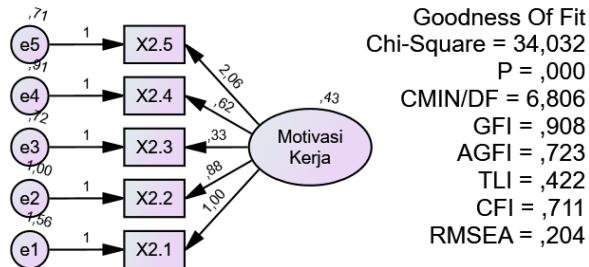 ,71
e5 1 X2.5
2,06
,91
e4 1 X2.4
,62
,43
,72
e3 1 X2.3
,33
Motivasi
Kerja
1,00
e2 1 X2.2
,88
1,56
e1 1 X2.1
1,00
Goodness Of Fit
Chi-Square = 34,032
P = ,000
CMIN/DF = 6,806
GFI = ,908
AGFI = ,723
TLI = ,422
CFI = ,711
RMSEA = ,204